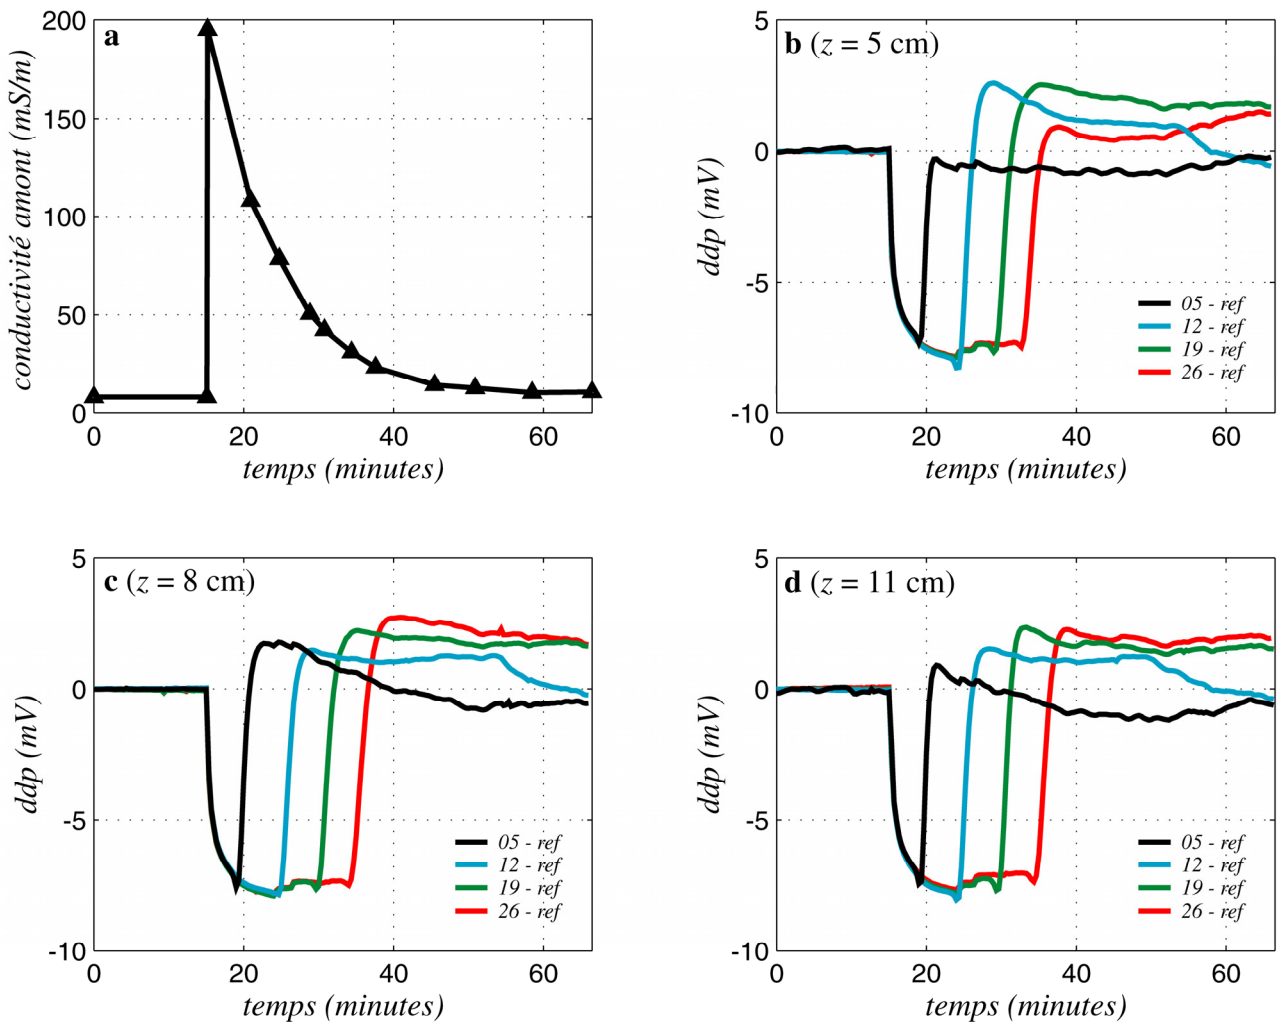 a
200
150
100
50
0
conductivité amont (mS/m)
0 20 40 60
temps (minutes)
b (z = 5 cm)
5
0
-5
-10
ddp (mV)
05 - ref
12 - ref
19 - ref
26 - ref
0 20 40 60
temps (minutes)
c (z = 8 cm)
5
0
-5
-10
ddp (mV)
05 - ref
12 - ref
19 - ref
26 - ref
0 20 40 60
temps (minutes)
d (z = 11 cm)
5
0
-5
-10
ddp (mV)
05 - ref
12 - ref
19 - ref
26 - ref
0 20 40 60
temps (minutes)